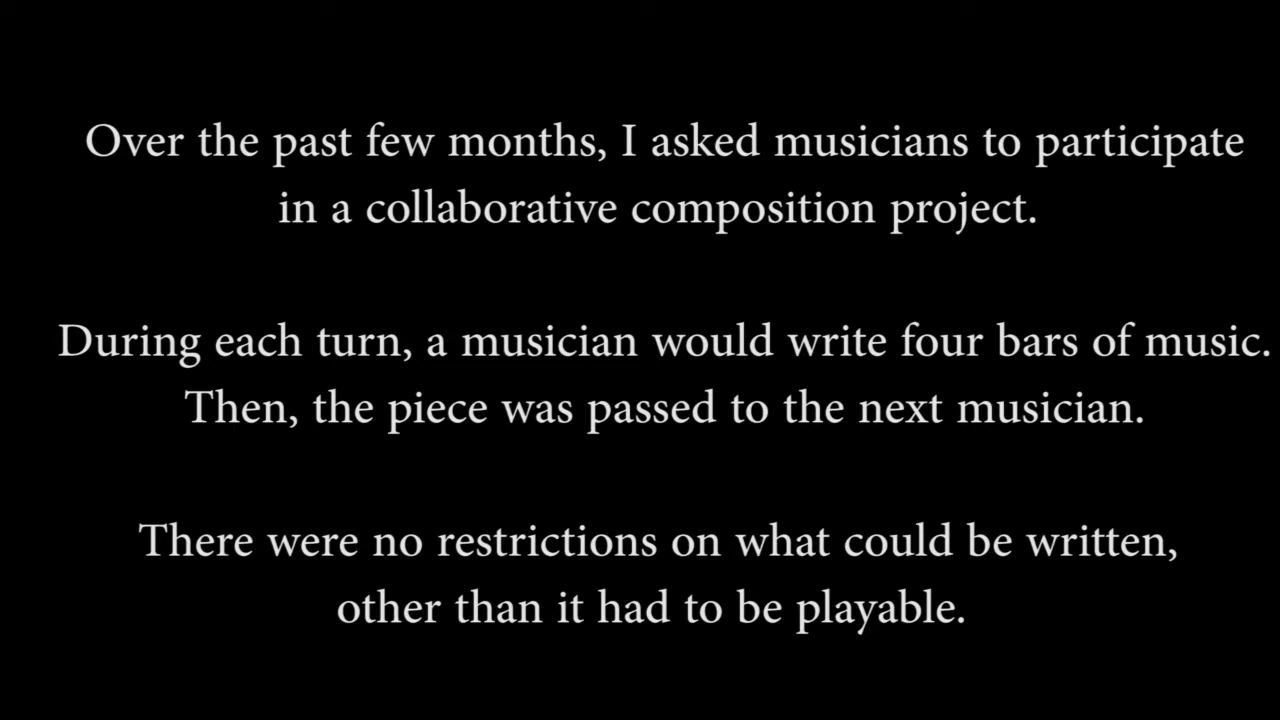 Over the past few months, I asked musicians to participate
in a collaborative composition project.
During each turn, a musician would write four bars of music.
Then, the piece was passed to the next musician.
There were no restrictions on what could be written,
other than it had to be playable.